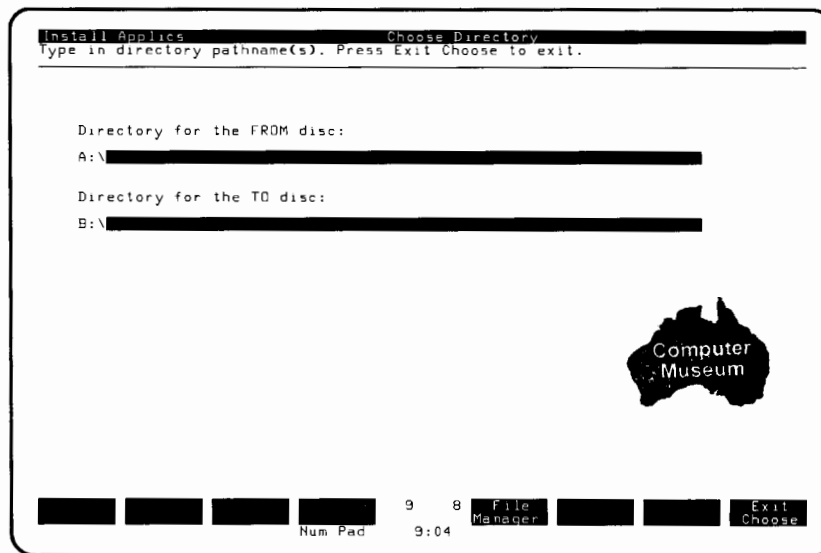 Install Applics Choose Directory
Type in directory pathname(s). Press Exit Choose to exit.
Directory for the FROM disc:
A:\
Directory for the TO disc:
B:\
Computer
Museum
9 8 File Manager Exit Choose
Num Pad 9:04